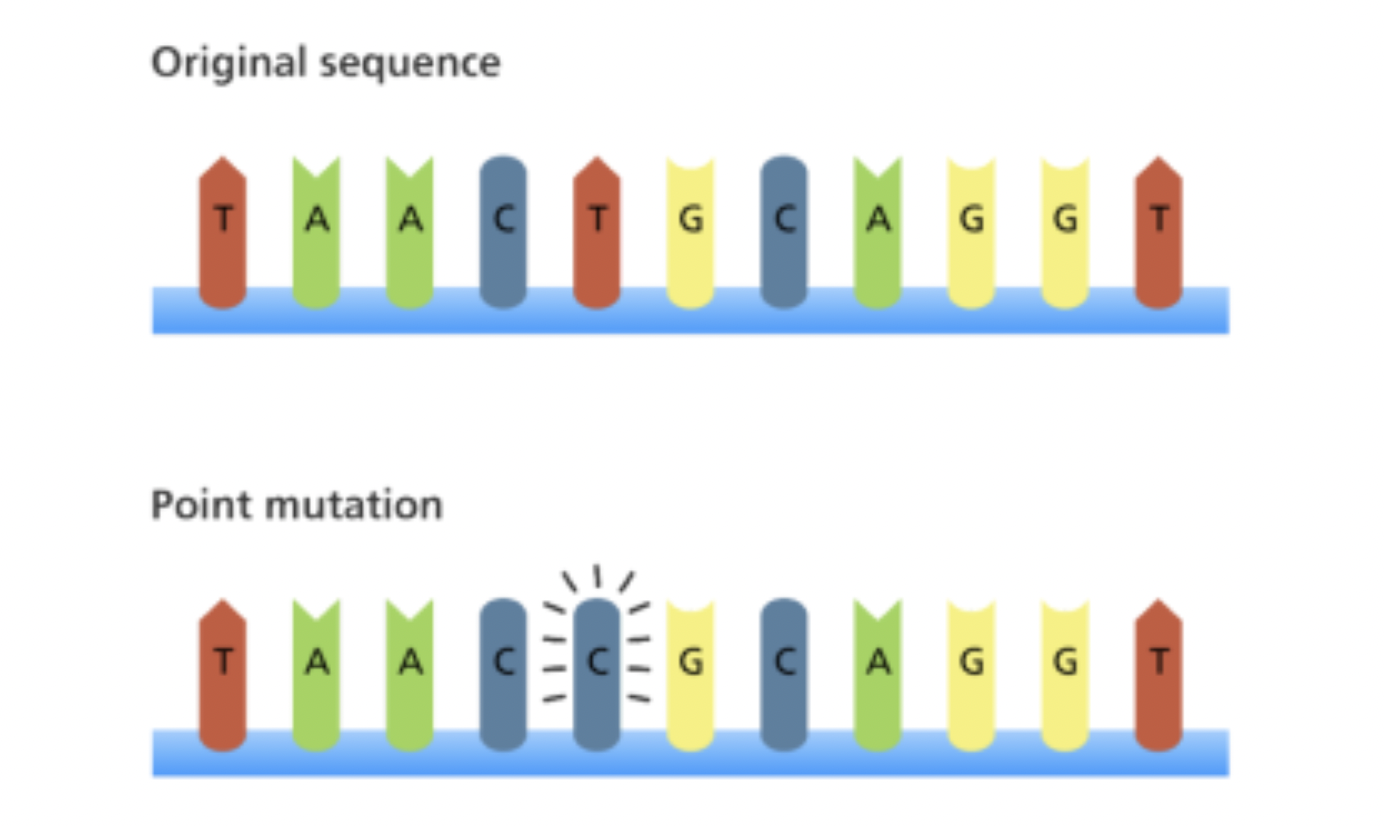 Original sequence
T A A C T G C A G G T
Point mutation
T A A C C G C A G G T